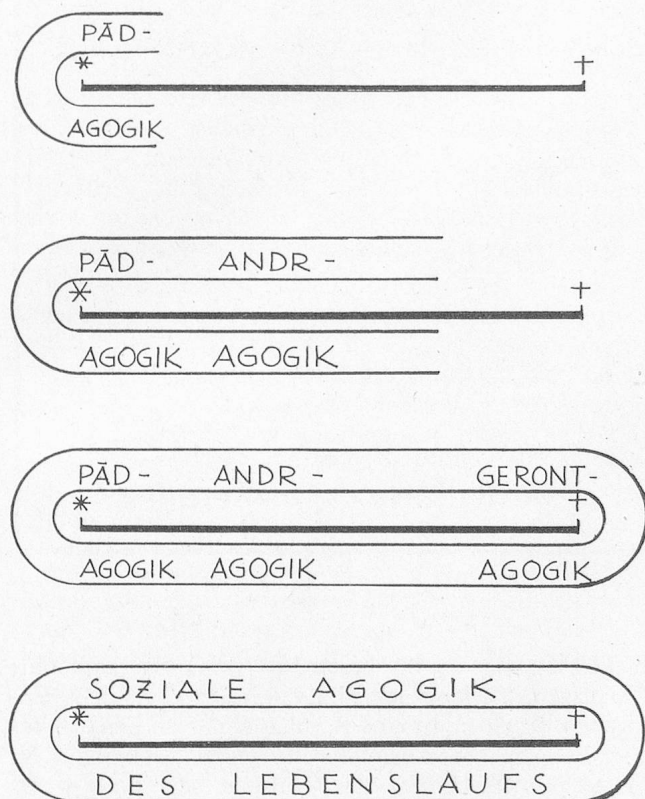 PÄD-
* †
AGOGIK
PÄD- ANDR-
* †
AGOGIK AGOGIK
PÄD- ANDR- GERONT-
* †
AGOGIK AGOGIK AGOGIK
SOZIALE AGOGIK
* †
DES LEBENSLAUFS